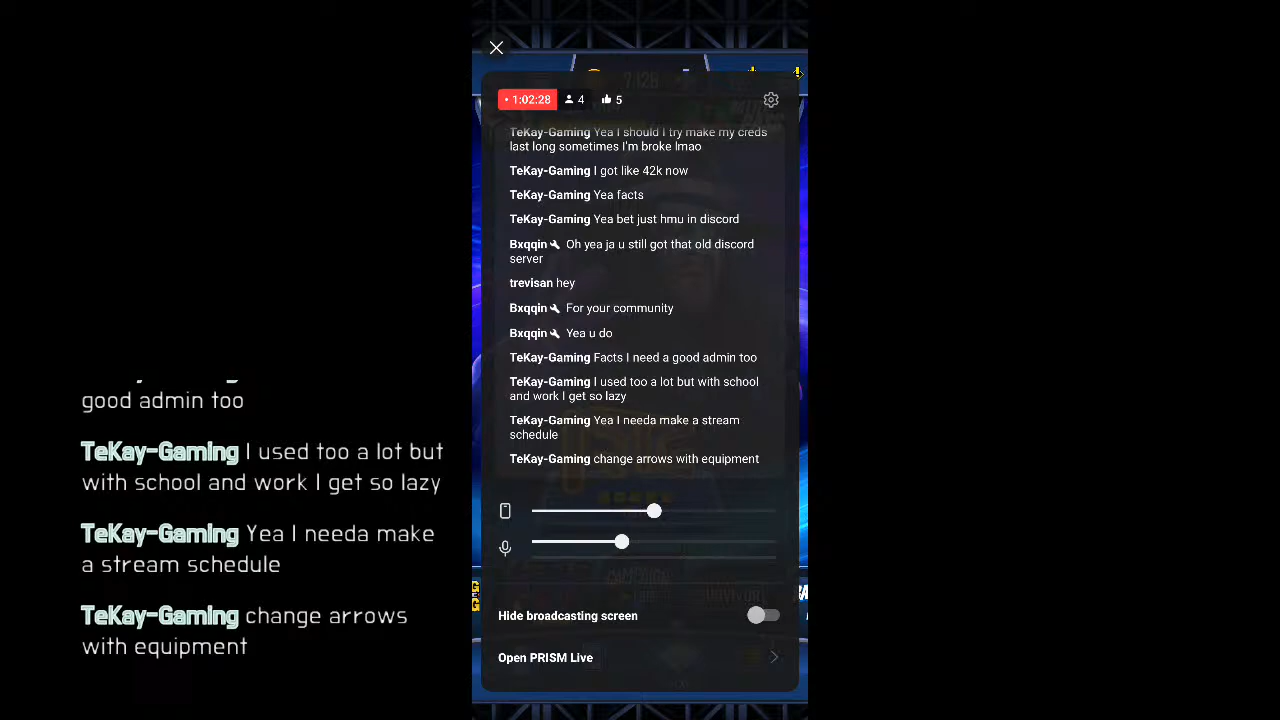 1:02:28 4 5
TeKay-Gaming Yea I should I try make my creds
last long sometimes I'm broke lmao
TeKay-Gaming I got like 42k now
TeKay-Gaming Yea facts
TeKay-Gaming Yea bet just hmu in discord
Bxqqin Oh yea ja u still got that old discord
server
trevisan hey
Bxqqin For your community
Bxqqin Yea u do
TeKay-Gaming Facts I need a good admin too
TeKay-Gaming I used too a lot but with school
and work I get so lazy
TeKay-Gaming Yea I needa make a stream
schedule
TeKay-Gaming change arrows with equipment
Hide broadcasting screen
Open PRISM Live
good admin too
TeKay-Gaming I used too a lot but
with school and work I get so lazy
TeKay-Gaming Yea I needa make
a stream schedule
TeKay-Gaming change arrows
with equipment